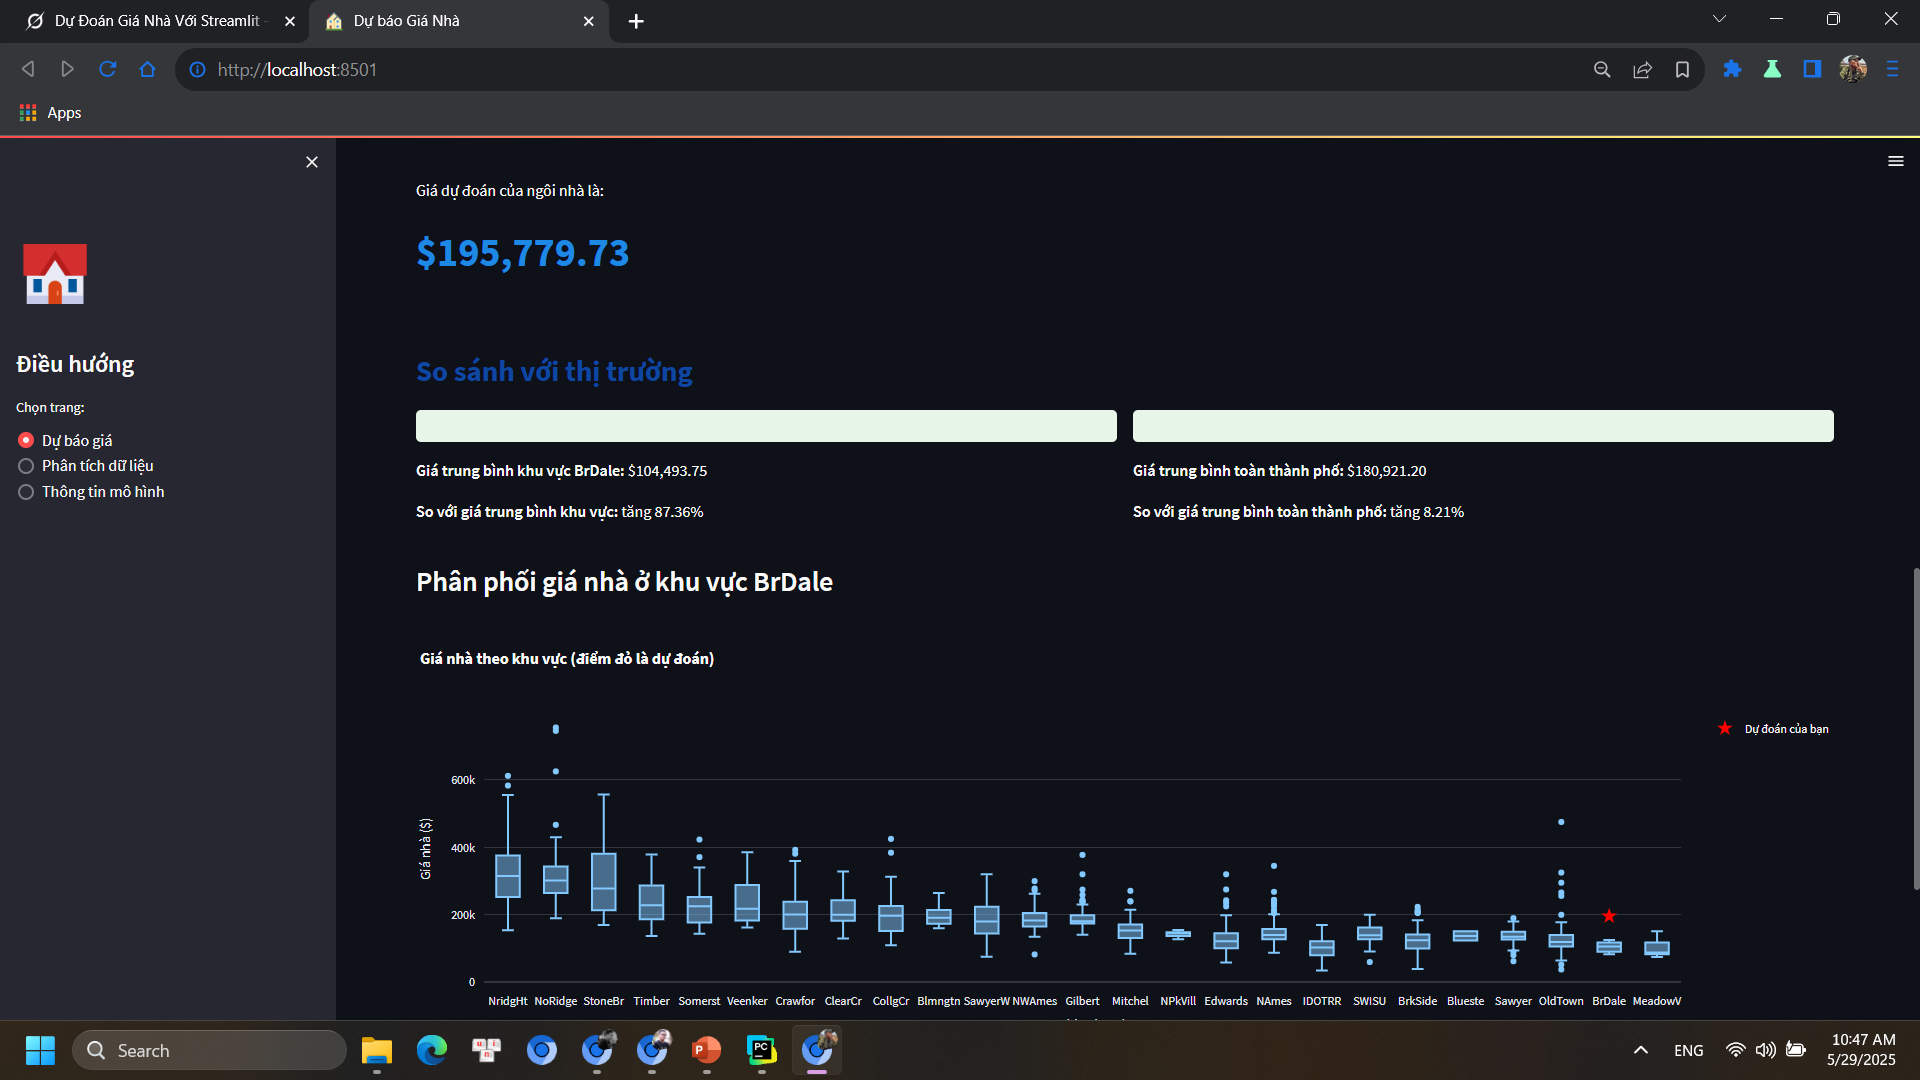 Dự Đoán Giá Nhà Với Streamlit -
Dự báo Giá Nhà
http://localhost:8501
Apps
Điều hướng
Chọn trang:
Dự báo giá
Phân tích dữ liệu
Thông tin mô hình
Giá dự đoán của ngôi nhà là:
$195,779.73
So sánh với thị trường
Giá trung bình khu vực BrDale: $104,493.75
So với giá trung bình khu vực: tăng 87.36%
Giá trung bình toàn thành phố: $180,921.20
So với giá trung bình toàn thành phố: tăng 8.21%
Phân phối giá nhà ở khu vực BrDale
Giá nhà theo khu vực (điểm đỏ là dự đoán)
Dự đoán của bạn
Giá nhà ($)
600k
400k
200k
0
NridgHt NoRidge StoneBr Timber Somerst Veenker Crawfor ClearCr CollgCr Blmngtn SawyerW NWAmes Gilbert Mitchel NPkVill Edwards NAmes IDOTRR SWISU BrkSide Blueste Sawyer OldTown BrDale MeadowV
Search
u i n
P
PC
ENG
10:47 AM
5/29/2025